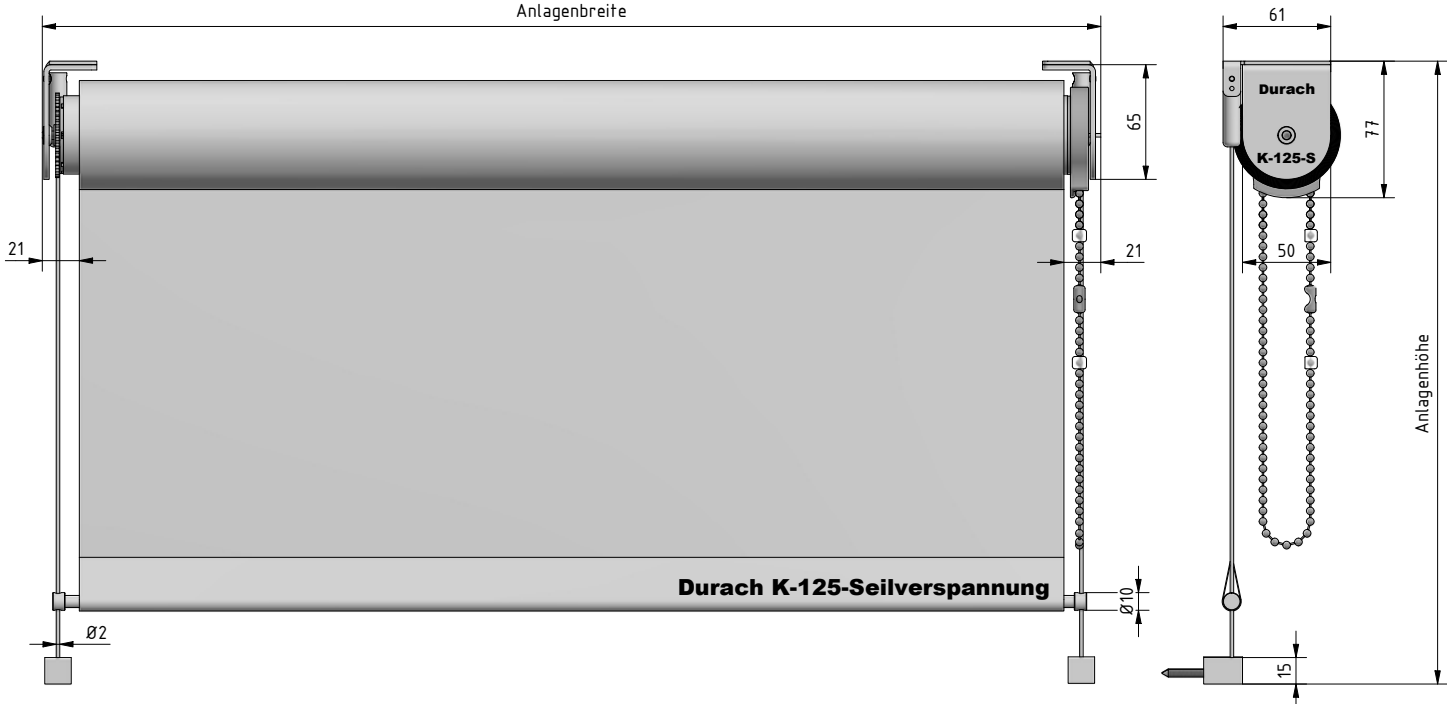 Anlagenbreite
61
Durach
65
77
K-125-S
21
21
50
Anlagenhöhe
Durach K-125-Seilverspannung
Ø10
Ø2
15